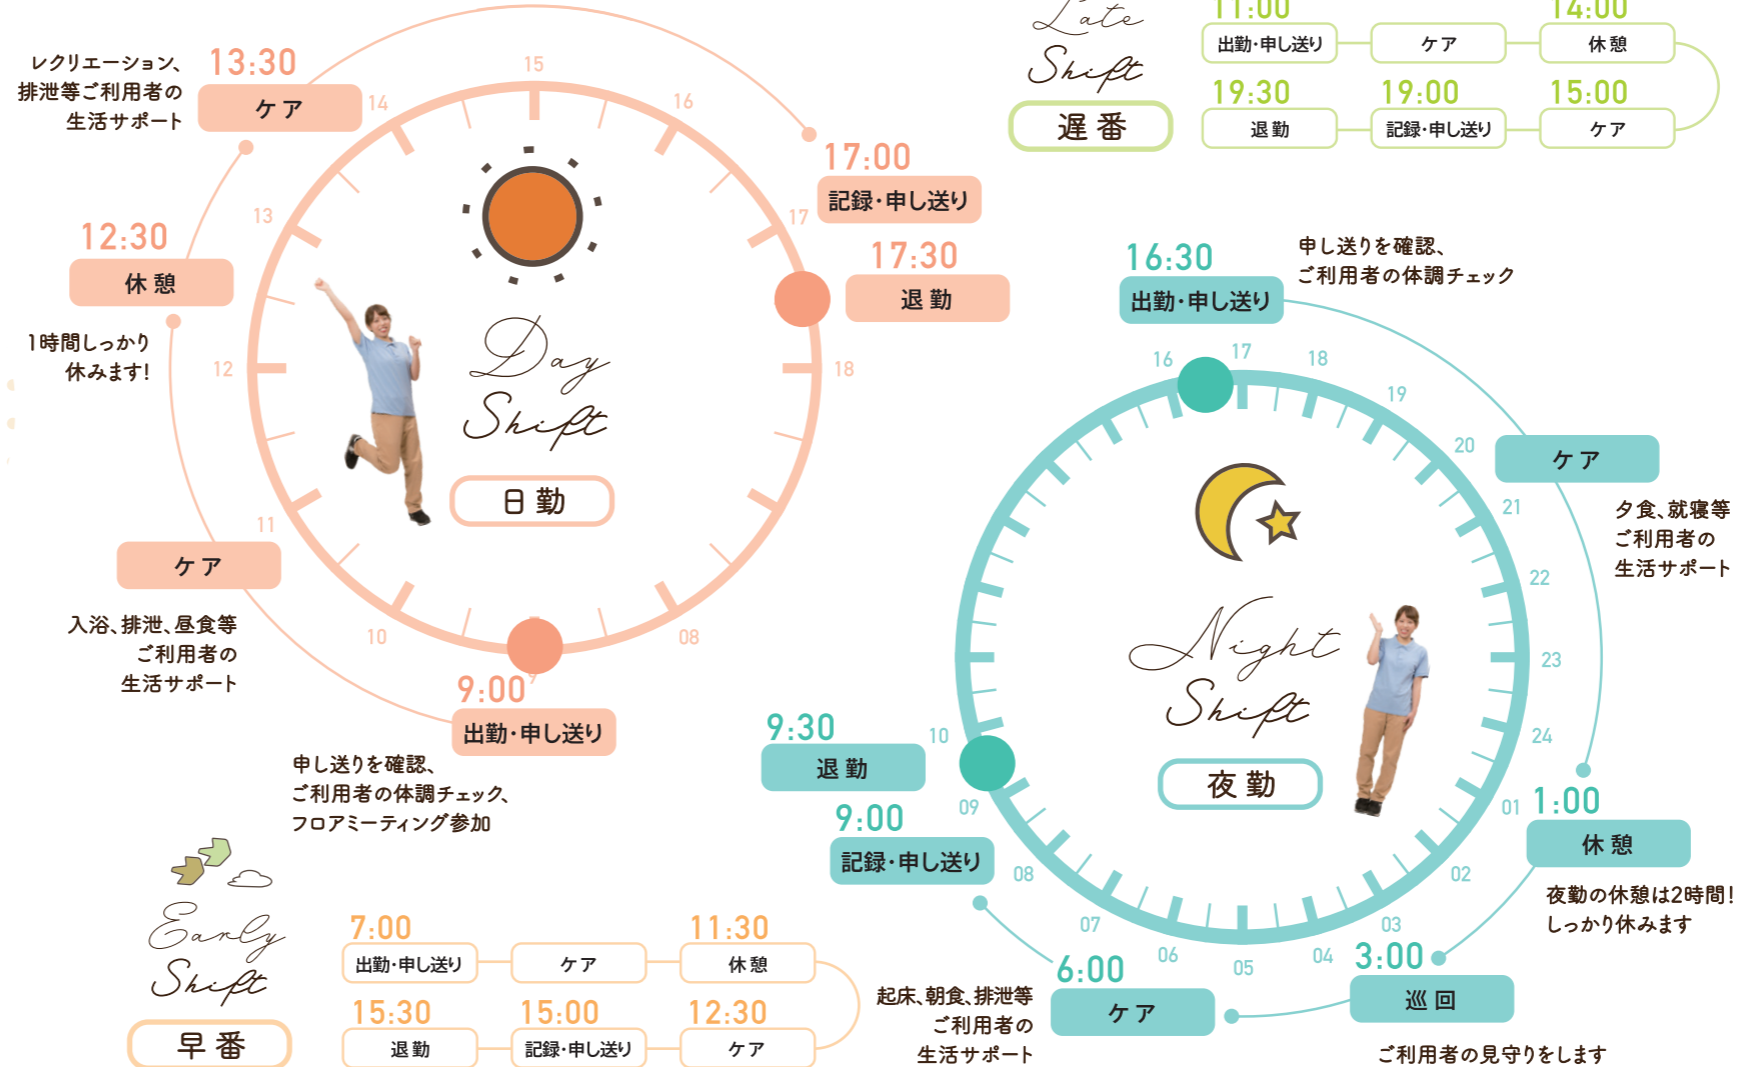 レクリエーション、
排泄等ご利用者の
生活サポート
13:30
ケア
12:30
休憩
1時間しっかり
休みます!
ケア
入浴、排泄、昼食等
ご利用者の
生活サポート
9:00
出勤・申し送り
申し送りを確認、
ご利用者の体調チェック、
フロアミーティング参加
17:00
記録・申し送り
17:30
退勤
15
16
17
18
08
9
10
11
12
13
14
Day
Shift
日勤
Late
Shift
遅番
11:00
出勤・申し送り
ケア
14:00
休憩
15:00
ケア
19:00
記録・申し送り
19:30
退勤
16:30
出勤・申し送り
申し送りを確認、
ご利用者の体調チェック
ケア
夕食、就寝等
ご利用者の
生活サポート
1:00
休憩
夜勤の休憩は2時間!
しっかり休みます
3:00
巡回
ご利用者の見守りをします
6:00
ケア
起床、朝食、排泄等
ご利用者の
生活サポート
9:00
記録・申し送り
9:30
退勤
16
17
18
19
20
21
22
23
24
01
02
03
04
05
06
07
08
09
10
Night
Shift
夜勤
Early
Shift
早番
7:00
出勤・申し送り
ケア
11:30
休憩
12:30
ケア
15:00
記録・申し送り
15:30
退勤